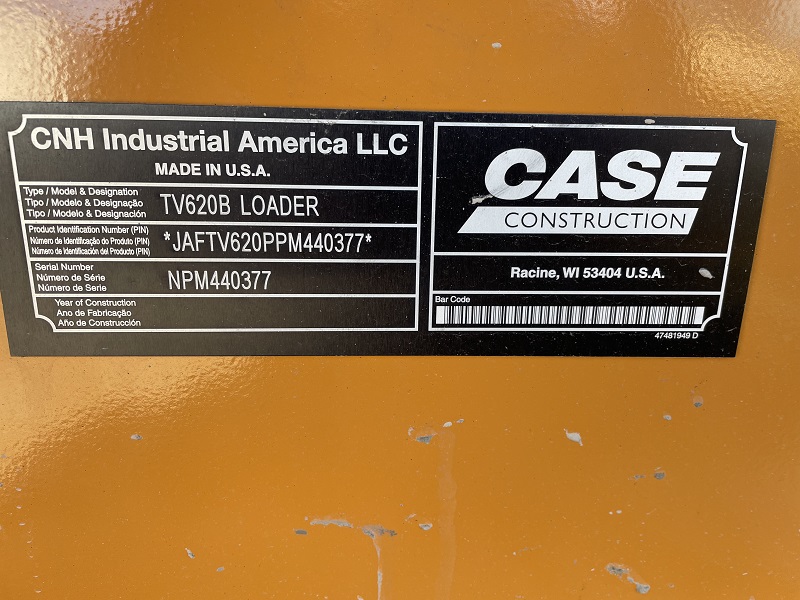 CNH Industrial America LLC
MADE IN U.S.A.
Type / Model & Designation
Tipo / Modelo & Designação
Tipo / Modelo & Designación
TV620B LOADER
Product Identification Number (PIN)
Número de Identificação do Produto (PIN)
Número de Identificación del Producto (PIN)
*JAFTV620PPM440377*
Serial Number
Número de Série
Número de Serie
NPM440377
Year of Construction
Ano de Fabricação
Año de Construcción
CASE
CONSTRUCTION
Racine, WI 53404 U.S.A.
Bar Code
47481949 D